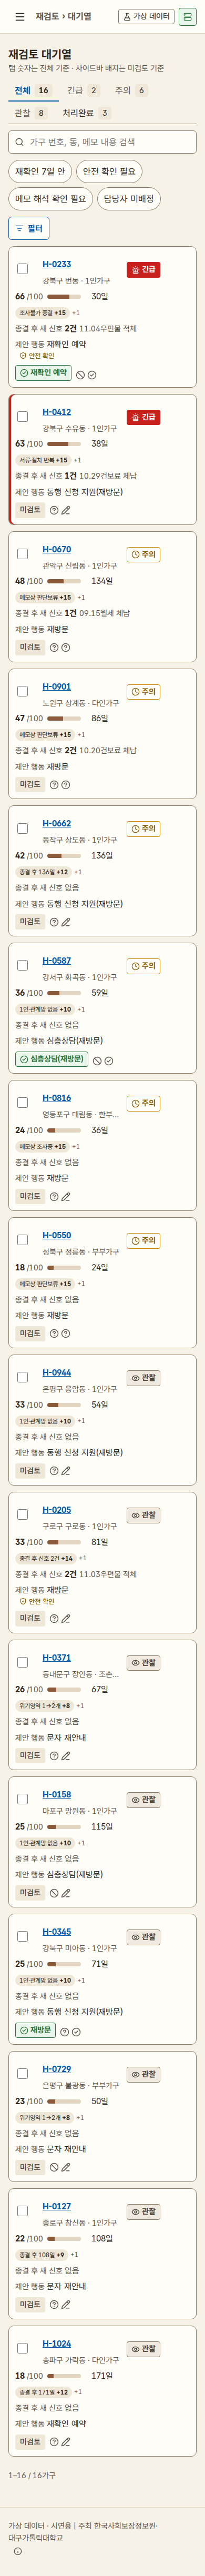 재검토 › 대기열
가상 데이터
재검토 대기열
탭 숫자는 전체 기준 · 사이드바 배지는 미검토 기준
전체 16 긴급 2 주의 6
관찰 8 처리완료 3
가구 번호, 동, 메모 내용 검색
재확인 7일 안 안전 확인 필요
메모 해석 확인 필요 담당자 미배정
필터
H-0233 긴급
강북구 번동 · 1인가구
66 /100 30일
조사불가 종결 +15 +1
종결 후 새 신호 2건 11.04우편물 적체
제안 행동 재확인 예약
안전 확인
재확인 예약
H-0412 긴급
강북구 수유동 · 1인가구
63 /100 38일
서류·절차 반복 +15 +1
종결 후 새 신호 1건 10.29건보료 체납
제안 행동 동행 신청 지원(재방문)
미검토
H-0670 주의
관악구 신림동 · 1인가구
48 /100 134일
메모상 판단보류 +15 +1
종결 후 새 신호 1건 09.15월세 체납
제안 행동 재방문
미검토
H-0901 주의
노원구 상계동 · 다인가구
47 /100 86일
메모상 판단보류 +15 +1
종결 후 새 신호 2건 10.20건보료 체납
제안 행동 재방문
미검토
H-0662 주의
동작구 상도동 · 1인가구
42 /100 136일
종결 후 136일 +12 +1
종결 후 새 신호 없음
제안 행동 동행 신청 지원(재방문)
미검토
H-0587 주의
강서구 화곡동 · 1인가구
36 /100 59일
1인·관계망 없음 +10 +1
종결 후 새 신호 없음
제안 행동 심층상담(재방문)
심층상담(재방문)
H-0816 주의
영등포구 대림동 · 한부...
24 /100 36일
메모상 조사중 +15 +1
종결 후 새 신호 없음
제안 행동 재방문
미검토
H-0550 주의
성북구 정릉동 · 부부가구
18 /100 24일
메모상 판단보류 +15 +1
종결 후 새 신호 없음
제안 행동 재방문
미검토
H-0944 관찰
은평구 응암동 · 1인가구
33 /100 54일
1인·관계망 없음 +10 +1
종결 후 새 신호 없음
제안 행동 동행 신청 지원(재방문)
미검토
H-0205 관찰
구로구 구로동 · 1인가구
33 /100 81일
종결 후 신호 2건 +14 +1
종결 후 새 신호 2건 11.03우편물 적체
제안 행동 재방문
안전 확인
미검토
H-0371 관찰
동대문구 장안동 · 조손...
26 /100 67일
위기영역 1→2개 +8 +1
종결 후 새 신호 없음
제안 행동 문자 재안내
미검토
H-0158 관찰
마포구 망원동 · 1인가구
25 /100 115일
1인·관계망 없음 +10 +1
종결 후 새 신호 없음
제안 행동 심층상담(재방문)
미검토
H-0345 관찰
강북구 미아동 · 1인가구
25 /100 71일
1인·관계망 없음 +10 +1
종결 후 새 신호 없음
제안 행동 동행 신청 지원(재방문)
재방문
H-0729 관찰
은평구 불광동 · 부부가구
23 /100 50일
위기영역 1→2개 +8 +1
종결 후 새 신호 없음
제안 행동 문자 재안내
미검토
H-0127 관찰
종로구 창신동 · 1인가구
22 /100 108일
종결 후 108일 +9 +1
종결 후 새 신호 없음
제안 행동 문자 재안내
미검토
H-1024 관찰
송파구 가락동 · 다인가구
18 /100 171일
종결 후 171일 +12 +1
종결 후 새 신호 없음
제안 행동 재확인 예약
미검토
1–16 / 16가구
가상 데이터 · 시연용 | 주최 한국사회보장정보원·
대구가톨릭대학교